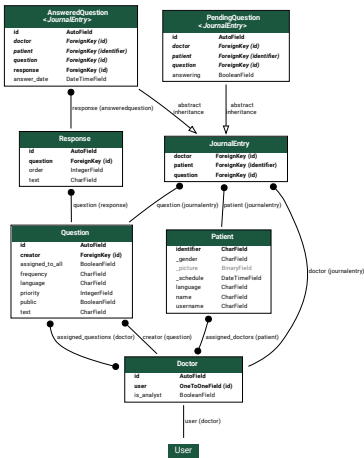 AnsweredQuestion
<JournalEntry>
id AutoField
doctor ForeignKey (id)
patient ForeignKey (identifier)
question ForeignKey (id)
response ForeignKey (id)
answer_date DateTimeField
PendingQuestion
<JournalEntry>
id AutoField
doctor ForeignKey (id)
patient ForeignKey (identifier)
question ForeignKey (id)
answering BooleanField
response (answeredquestion)
abstract
inheritance
abstract
inheritance
Response
id AutoField
question ForeignKey (id)
order IntegerField
text CharField
JournalEntry
doctor ForeignKey (id)
patient ForeignKey (identifier)
question ForeignKey (id)
question (response)
question (journalentry)
patient (journalentry)
doctor (journalentry)
Question
id AutoField
creator ForeignKey (id)
assigned_to_all BooleanField
frequency CharField
language CharField
priority IntegerField
public BooleanField
text CharField
Patient
identifier CharField
_gender CharField
_picture BinaryField
_schedule DateTimeField
language CharField
name CharField
username CharField
assigned_questions (doctor)
creator (question)
assigned_doctors (patient)
Doctor
id AutoField
user OneToOneField (id)
is_analyst BooleanField
user (doctor)
User